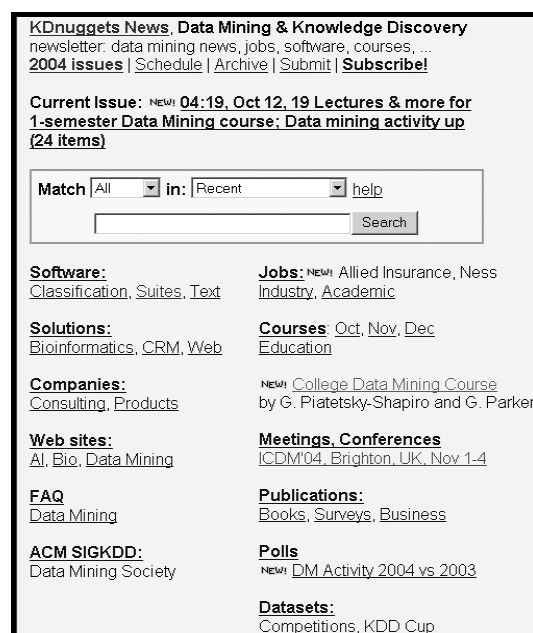 KDnuggets News, Data Mining & Knowledge Discovery
newsletter: data mining news, jobs, software, courses, ...
2004 issues | Schedule | Archive | Submit | Subscribe!
Current Issue: NEW! 04:19, Oct 12, 19 Lectures & more for
1-semester Data Mining course; Data mining activity up
(24 items)
Match All in: Recent help
Search
Software:
Classification, Suites, Text
Solutions:
Bioinformatics, CRM, Web
Companies:
Consulting, Products
Web sites:
AI, Bio, Data Mining
FAQ
Data Mining
ACM SIGKDD:
Data Mining Society
Jobs: NEW! Allied Insurance, Ness
Industry, Academic
Courses: Oct, Nov, Dec
Education
NEW! College Data Mining Course
by G. Piatetsky-Shapiro and G. Parker
Meetings, Conferences
ICDM'04, Brighton, UK, Nov 1-4
Publications:
Books, Surveys, Business
Polls
NEW! DM Activity 2004 vs 2003
Datasets:
Competitions, KDD Cup